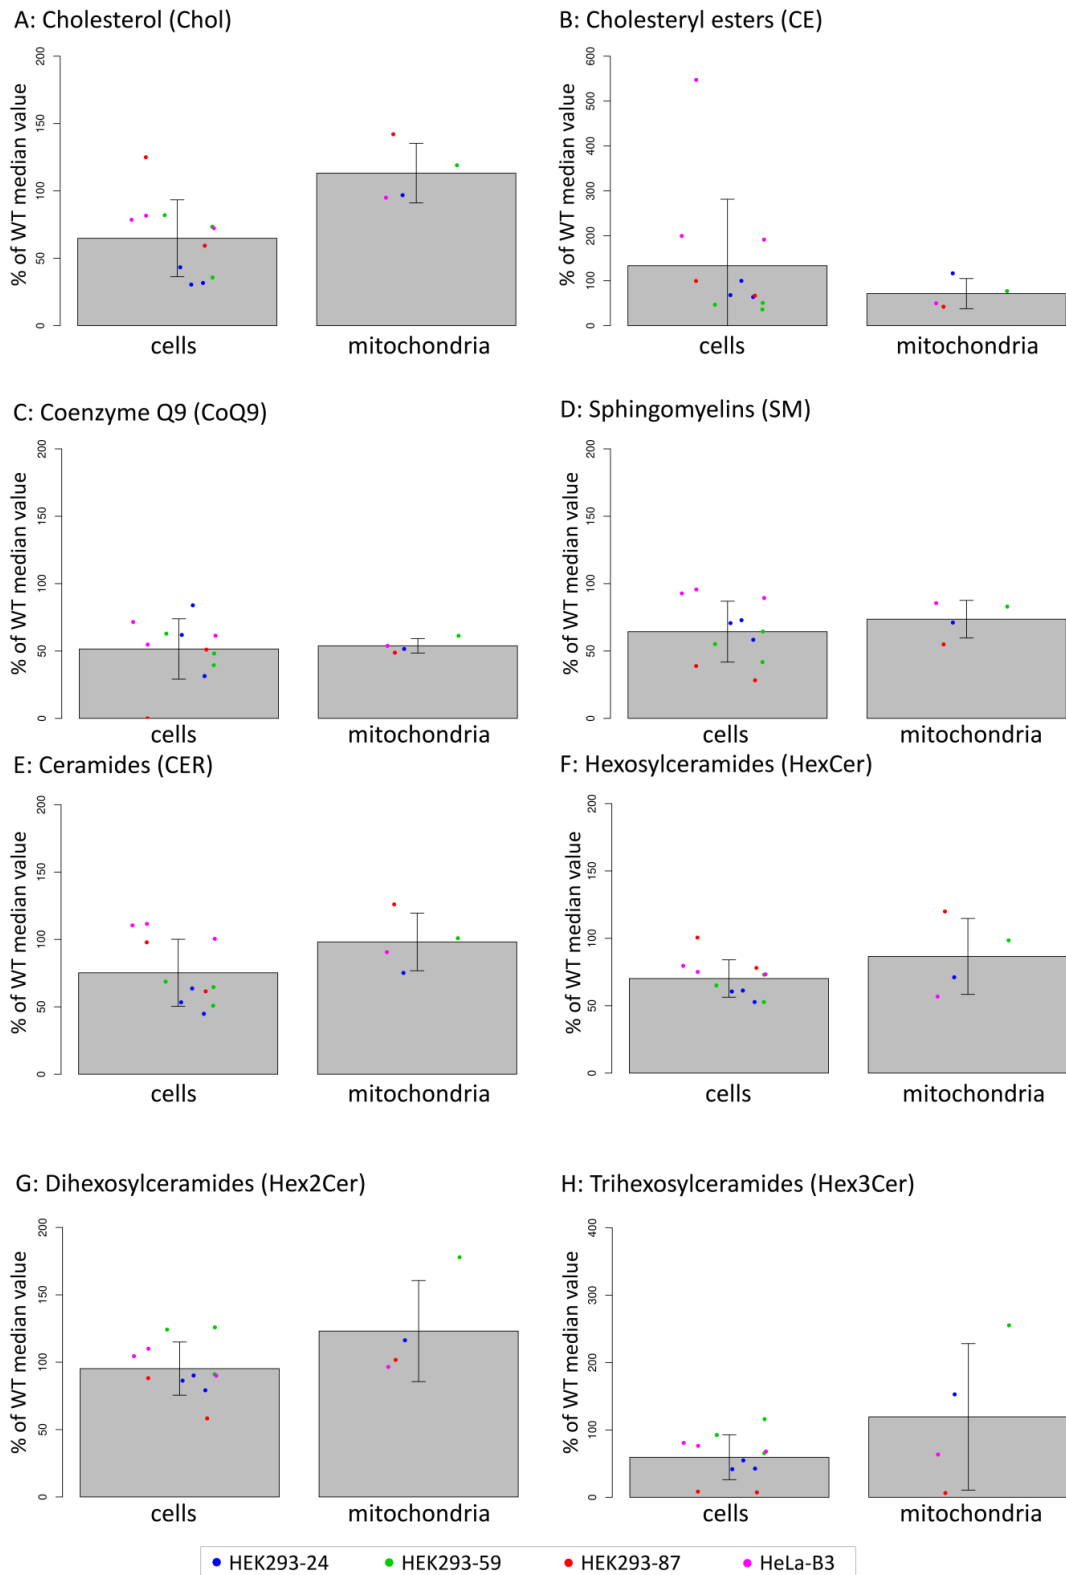 A: Cholesterol (Chol)
% of WT median value
0 50 100 150 200
cells mitochondria
B: Cholesteryl esters (CE)
% of WT median value
0 100 200 300 400 500 600
cells mitochondria
C: Coenzyme Q9 (CoQ9)
% of WT median value
0 50 100 150 200
cells mitochondria
D: Sphingomyelins (SM)
% of WT median value
0 50 100 150 200
cells mitochondria
E: Ceramides (CER)
% of WT median value
0 50 100 150 200
cells mitochondria
F: Hexosylceramides (HexCer)
% of WT median value
0 50 100 150 200
cells mitochondria
G: Dihexosylceramides (Hex2Cer)
% of WT median value
0 50 100 150 200
cells mitochondria
H: Trihexosylceramides (Hex3Cer)
% of WT median value
0 100 200 300 400
cells mitochondria
HEK293-24 HEK293-59 HEK293-87 HeLa-B3